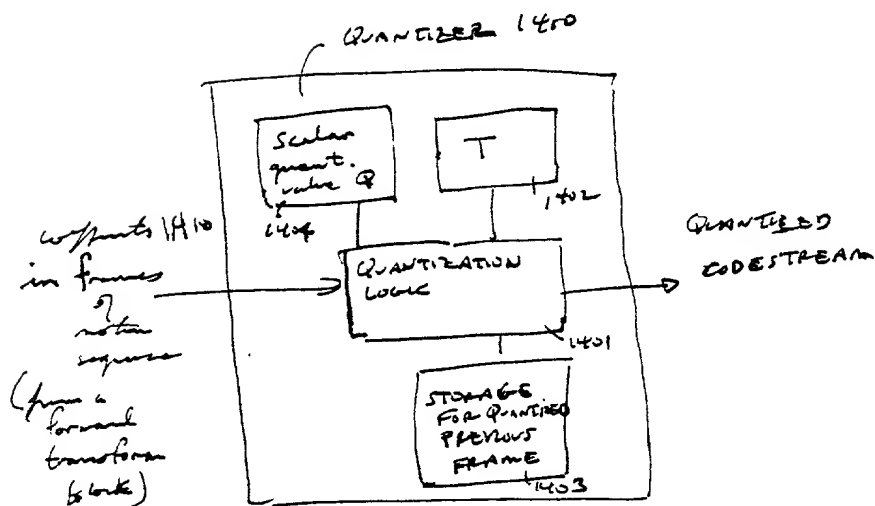 QUANTIZER 1400
Scalar
quant.
value Q
1404
T
1402
coefficients 1410
in frames
of
motion
sequence
(from a
forward
transform
block)
QUANTIZATION
LOGIC
1401
QUANTIZED
CODESTREAM
STORAGE
FOR QUANTIZED
PREVIOUS
FRAME
1403